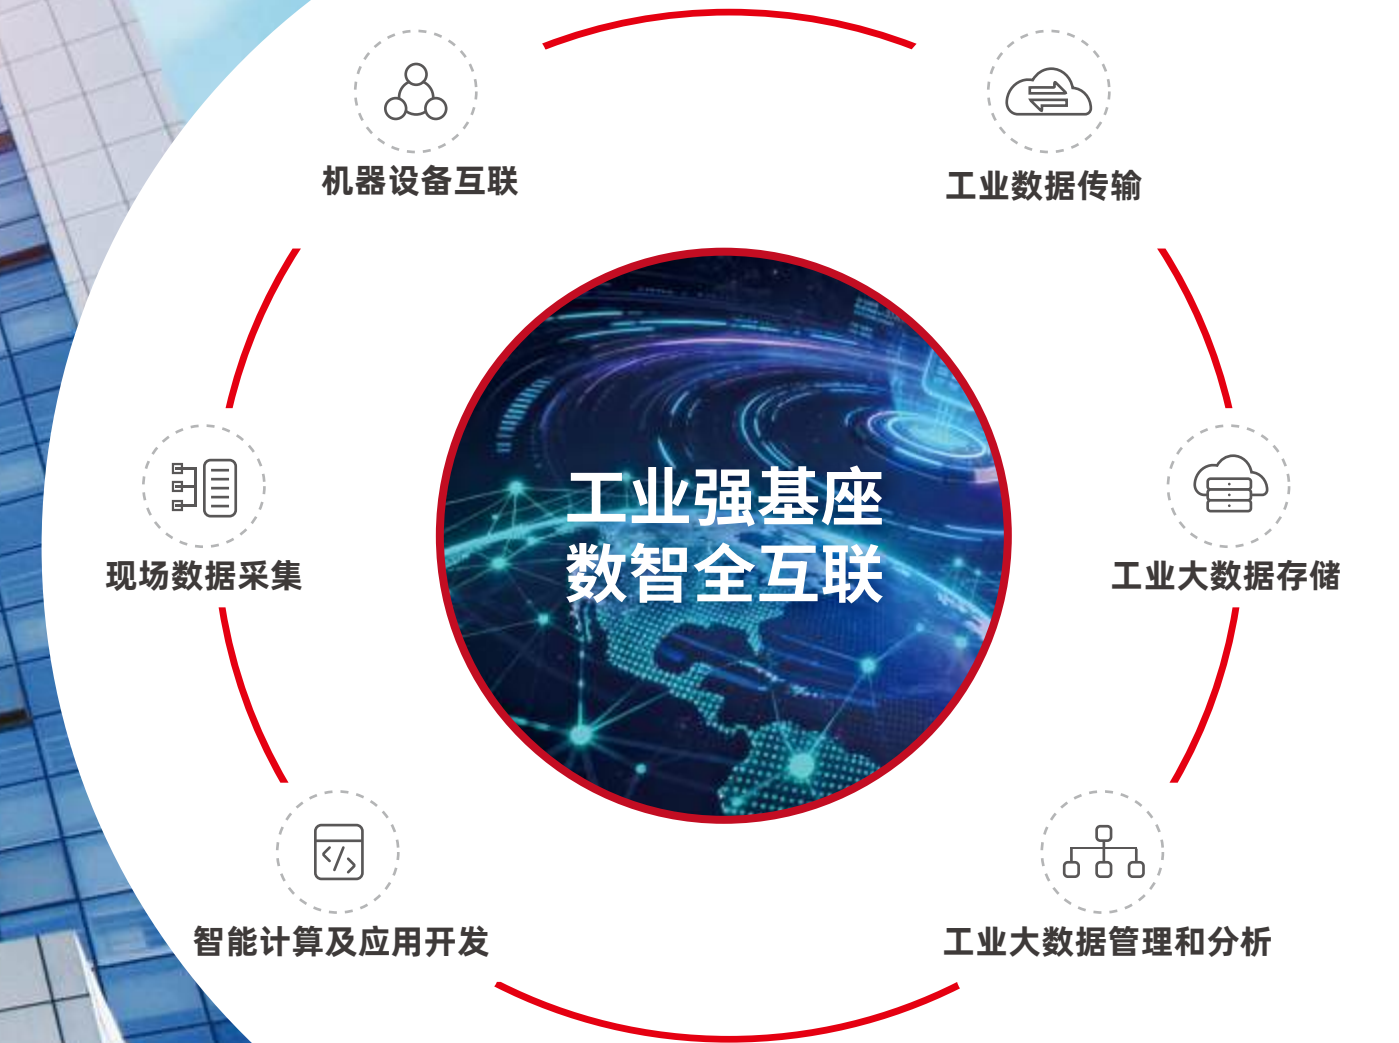 机器设备互联
工业数据传输
工业强基座
数智全互联
现场数据采集
工业大数据存储
智能计算及应用开发
工业大数据管理和分析